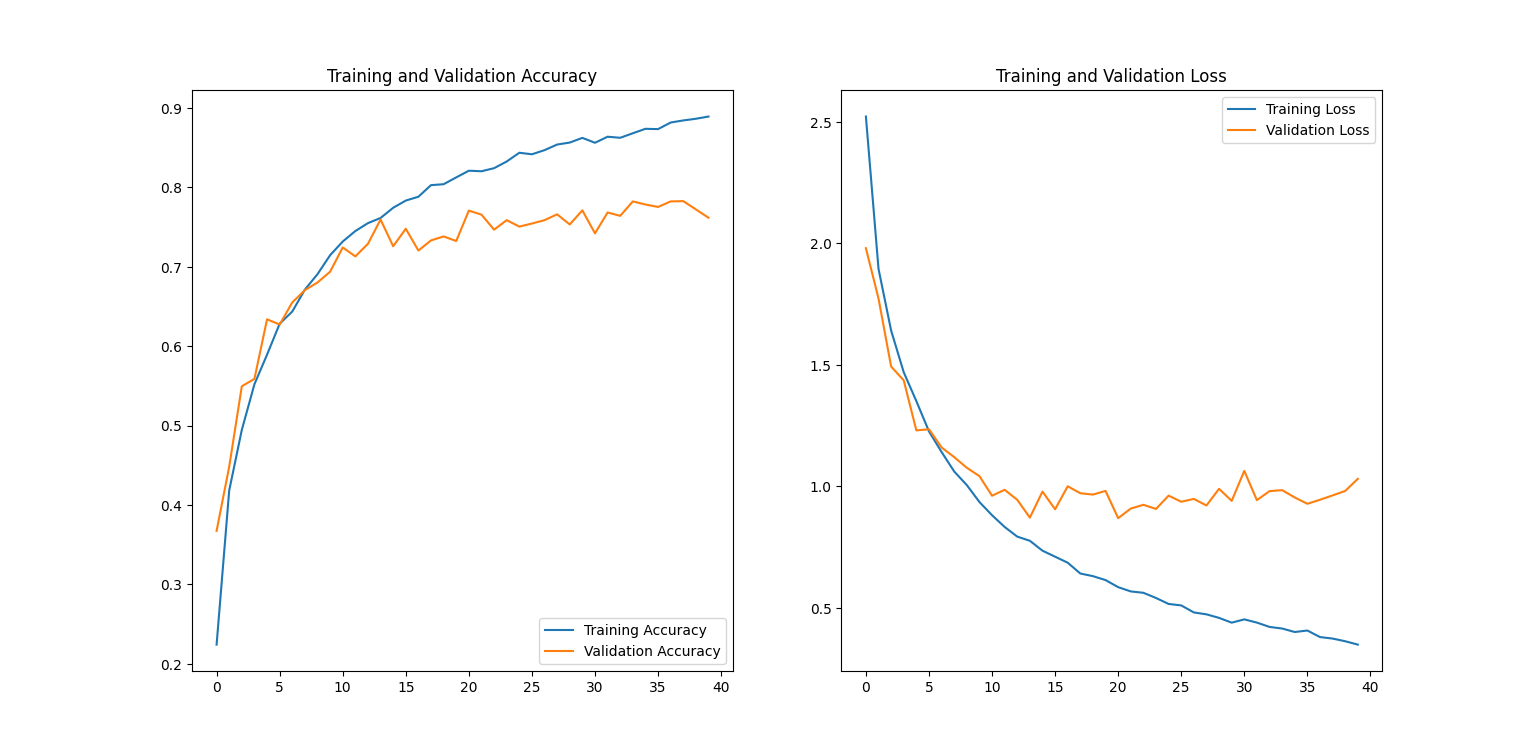 Training and Validation Accuracy
0.9
0.8
0.7
0.6
0.5
0.4
0.3
0.2
0 5 10 15 20 25 30 35 40
Training Accuracy
Validation Accuracy
Training and Validation Loss
2.5
2.0
1.5
1.0
0.5
0 5 10 15 20 25 30 35 40
Training Loss
Validation Loss